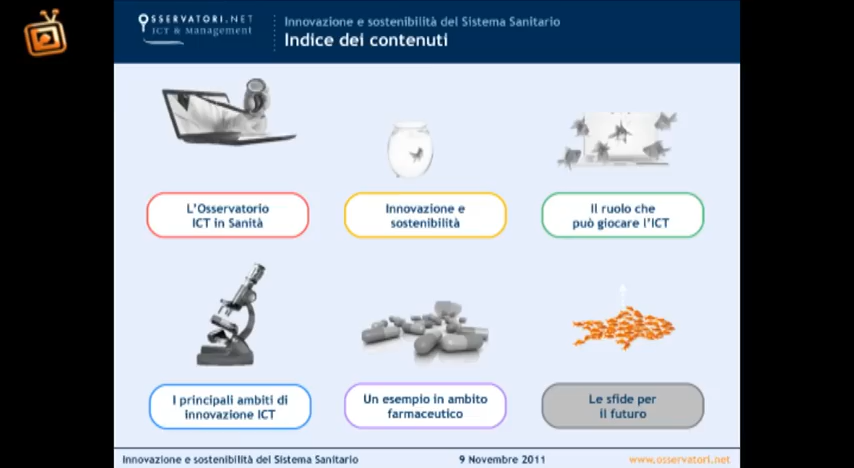 OSSERVATORI.NET
ICT & Management
Innovazione e sostenibilità del Sistema Sanitario
Indice dei contenuti
L'Osservatorio
ICT in Sanità
Innovazione e
sostenibilità
Il ruolo che
può giocare l'ICT
I principali ambiti di
innovazione ICT
Un esempio in ambito
farmaceutico
Le sfide per
il futuro
Innovazione e sostenibilità del Sistema Sanitario
9 Novembre 2011
www.osservatori.net